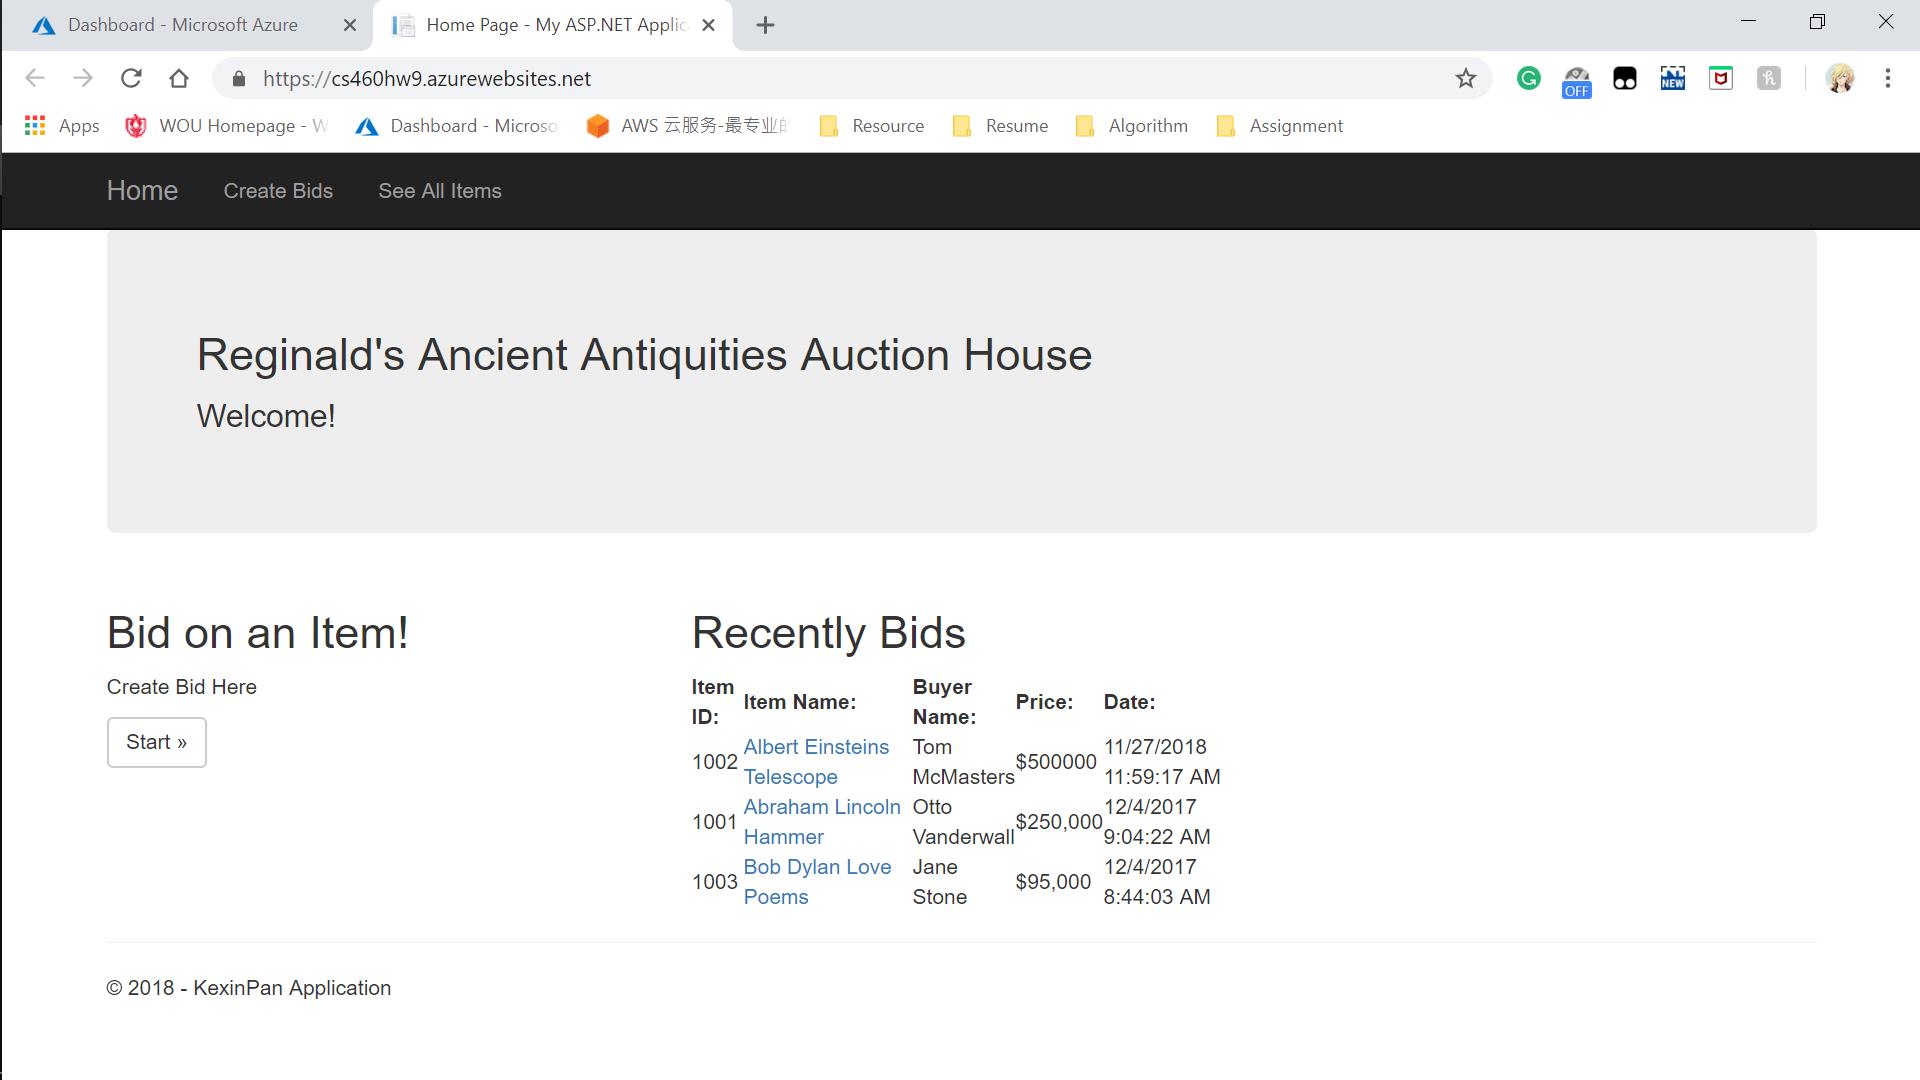 Dashboard - Microsoft Azure
Home Page - My ASP.NET Applic
https://cs460hw9.azurewebsites.net
OFF
NEW
Apps
WOU Homepage - W
Dashboard - Microso
AWS 云服务-最专业的
Resource
Resume
Algorithm
Assignment
Home
Create Bids
See All Items
Reginald's Ancient Antiquities Auction House
Welcome!
Bid on an Item!
Create Bid Here
Start »
Recently Bids
Item ID: Item Name: Buyer Name: Price: Date:
1002 Albert Einsteins Telescope Tom McMasters $500000 11/27/2018 11:59:17 AM
1001 Abraham Lincoln Hammer Otto Vanderwall $250,000 12/4/2017 9:04:22 AM
1003 Bob Dylan Love Poems Jane Stone $95,000 12/4/2017 8:44:03 AM
© 2018 - KexinPan Application